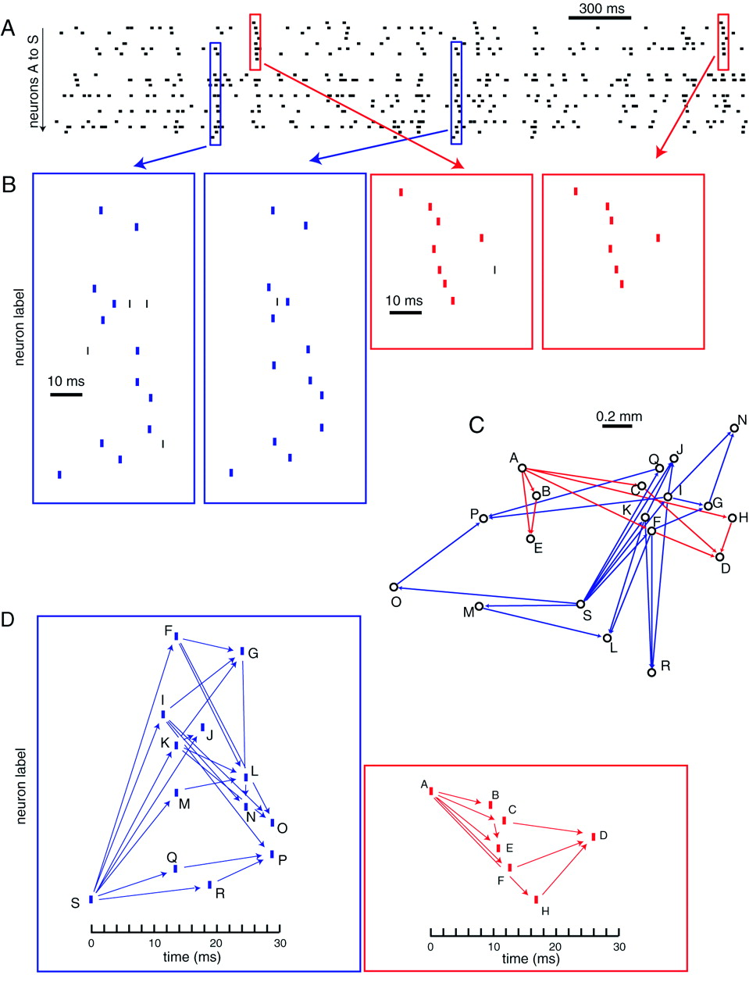 300 ms
A
neurons A to S
B
neuron label
10 ms
10 ms
C
0.2 mm
N
A
Q
J
B
C
I
G
P
K
F
H
E
D
O
M
S
L
R
D
neuron label
F
G
I
J
K
L
M
N
O
Q
P
R
S
0 10 20 30
time (ms)
A
B
C
D
E
F
H
0 10 20 30
time (ms)